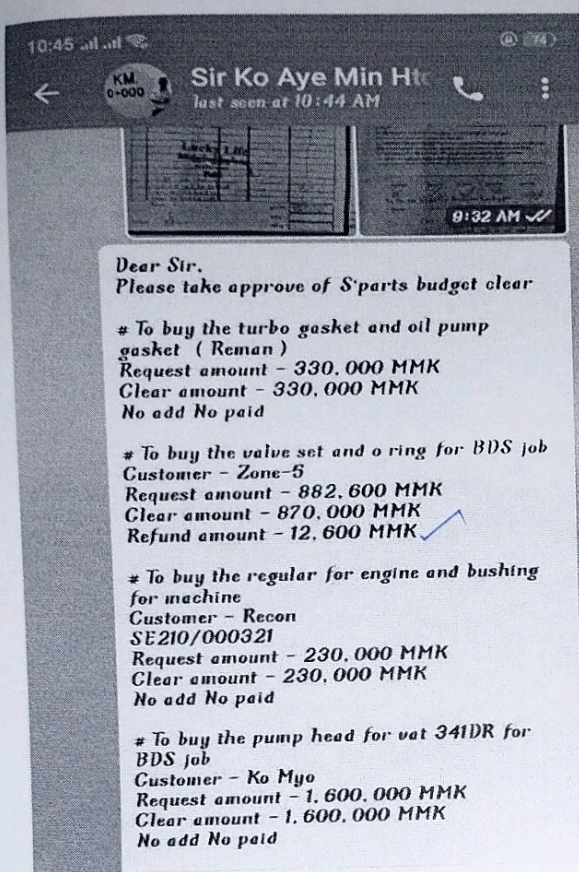 10:45
74
KM
0+000
Sir Ko Aye Min Htc
last seen at 10:44 AM
Lucky Life
9:32 AM
Dear Sir.
Please take approve of S'parts budget clear
# To buy the turbo gasket and oil pump
gasket ( Reman )
Request amount - 330,000 MMK
Clear amount - 330,000 MMK
No add No paid
# To buy the valve set and o ring for BDS job
Customer - Zone-5
Request amount - 882,600 MMK
Clear amount - 870,000 MMK
Refund amount - 12,600 MMK
# To buy the regular for engine and bushing
for machine
Customer - Recon
SE210/000321
Request amount - 230,000 MMK
Clear amount - 230,000 MMK
No add No paid
# To buy the pump head for vat 341DR for
BDS job
Customer - Ko Myo
Request amount - 1,600,000 MMK
Clear amount - 1,600,000 MMK
No add No paid